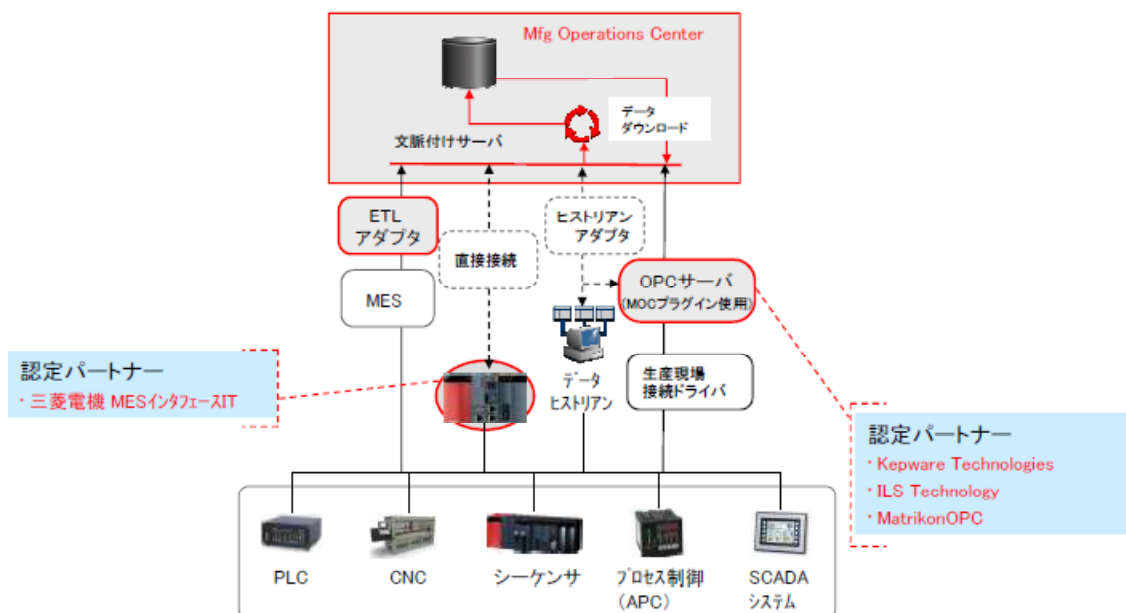 Mfg Operations Center
データ
ダウンロード
文脈付けサーバ
ETL
アダプタ
ヒストリアン
アダプタ
直接接続
OPCサーバ
(MOCプラグイン使用)
MES
認定パートナー
・三菱電機 MESインタフェースIT
データ
ヒストリアン
生産現場
接続ドライバ
認定パートナー
・Kepware Technologies
・ILS Technology
・MatrikonOPC
PLC
CNC
シーケンサ
プロセス制御
(APC)
SCADA
システム